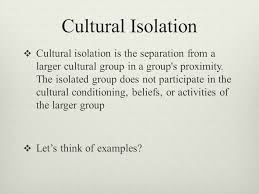 Cultural Isolation
❖ Cultural isolation is the separation from a
larger cultural group in a group's proximity.
The isolated group does not participate in the
cultural conditioning, beliefs, or activities of
the larger group
❖ Let's think of examples?